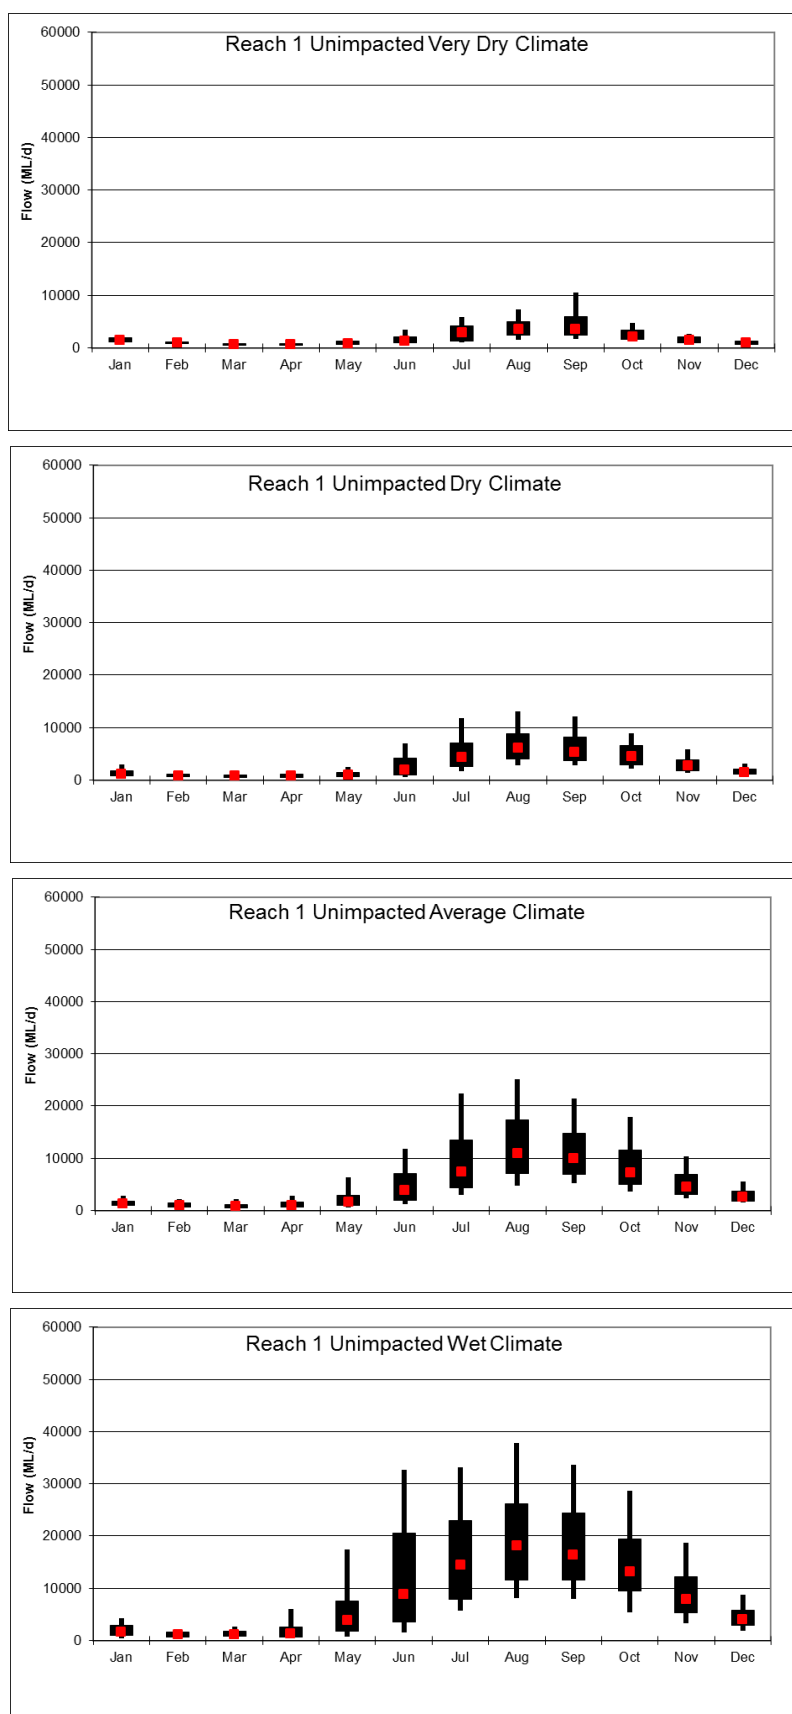 Reach 1 Unimpacted Very Dry Climate
60000
50000
40000
30000
20000
10000
0
Flow (ML/d)
Jan Feb Mar Apr May Jun Jul Aug Sep Oct Nov Dec
Reach 1 Unimpacted Dry Climate
60000
50000
40000
30000
20000
10000
0
Flow (ML/d)
Jan Feb Mar Apr May Jun Jul Aug Sep Oct Nov Dec
Reach 1 Unimpacted Average Climate
60000
50000
40000
30000
20000
10000
0
Flow (ML/d)
Jan Feb Mar Apr May Jun Jul Aug Sep Oct Nov Dec
Reach 1 Unimpacted Wet Climate
60000
50000
40000
30000
20000
10000
0
Flow (ML/d)
Jan Feb Mar Apr May Jun Jul Aug Sep Oct Nov Dec